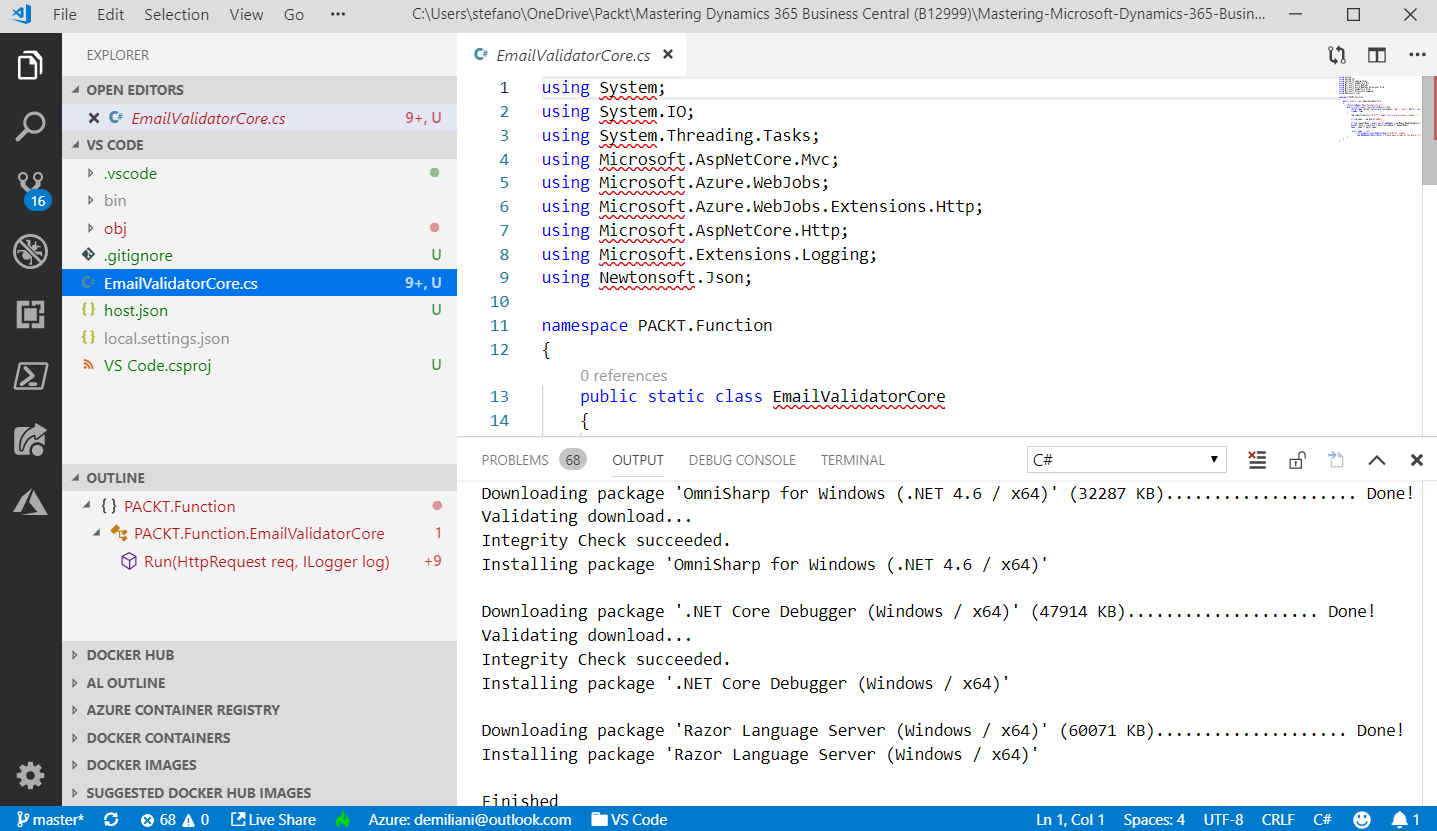 File Edit Selection View Go ••• C:\Users\stefano\OneDrive\Packt\Mastering Dynamics 365 Business Central (B12999)\Mastering-Microsoft-Dynamics-365-Busin...
EXPLORER
OPEN EDITORS
EmailValidatorCore.cs 9+, U
VS CODE
.vscode
bin
obj
.gitignore U
EmailValidatorCore.cs 9+, U
host.json U
local.settings.json
VS Code.csproj U
16
OUTLINE
PACKT.Function
PACKT.Function.EmailValidatorCore 1
Run(HttpRequest req, ILogger log) +9
DOCKER HUB
AL OUTLINE
AZURE CONTAINER REGISTRY
DOCKER CONTAINERS
DOCKER IMAGES
SUGGESTED DOCKER HUB IMAGES
C# EmailValidatorCore.cs
1 using System;
2 using System.IO;
3 using System.Threading.Tasks;
4 using Microsoft.AspNetCore.Mvc;
5 using Microsoft.Azure.WebJobs;
6 using Microsoft.Azure.WebJobs.Extensions.Http;
7 using Microsoft.AspNetCore.Http;
8 using Microsoft.Extensions.Logging;
9 using Newtonsoft.Json;
10
11 namespace PACKT.Function
12 {
0 references
13 public static class EmailValidatorCore
14 {
PROBLEMS 68 OUTPUT DEBUG CONSOLE TERMINAL C#
Downloading package 'OmniSharp for Windows (.NET 4.6 / x64)' (32287 KB).................... Done!
Validating download...
Integrity Check succeeded.
Installing package 'OmniSharp for Windows (.NET 4.6 / x64)'
Downloading package '.NET Core Debugger (Windows / x64)' (47914 KB).................... Done!
Validating download...
Integrity Check succeeded.
Installing package '.NET Core Debugger (Windows / x64)'
Downloading package 'Razor Language Server (Windows / x64)' (60071 KB).................... Done!
Installing package 'Razor Language Server (Windows / x64)'
Finished
master* 68 0 Live Share Azure: demiliani@outlook.com VS Code Ln 1, Col 1 Spaces: 4 UTF-8 CRLF C# 1